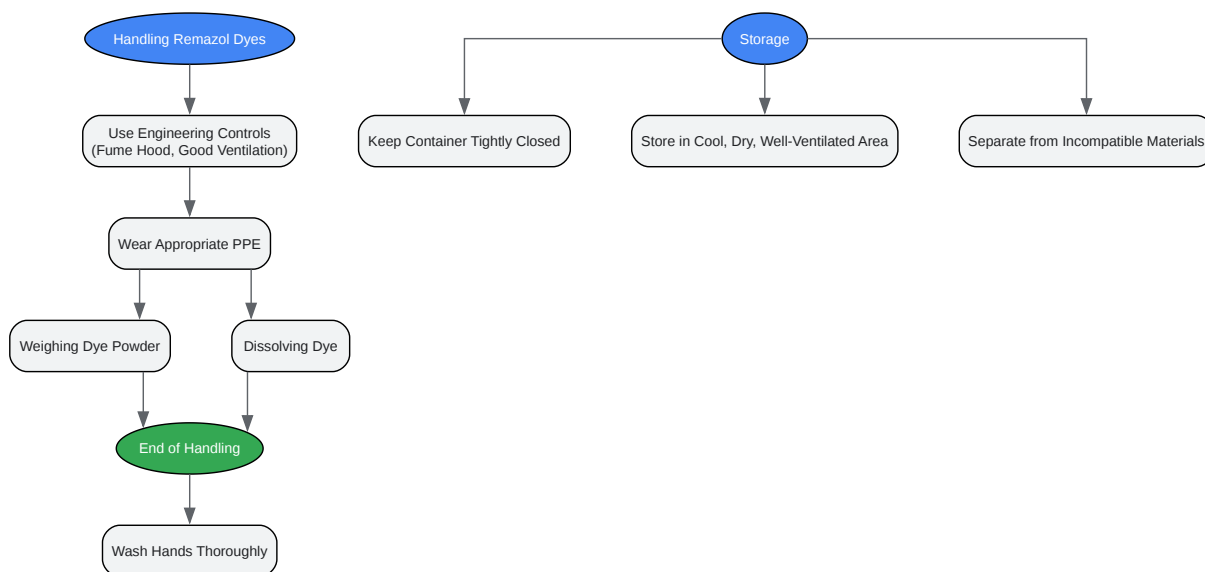 Handling Remazol Dyes
Storage
Use Engineering Controls
(Fume Hood, Good Ventilation)
Keep Container Tightly Closed
Store in Cool, Dry, Well-Ventilated Area
Separate from Incompatible Materials
Wear Appropriate PPE
Weighing Dye Powder
Dissolving Dye
End of Handling
Wash Hands Thoroughly